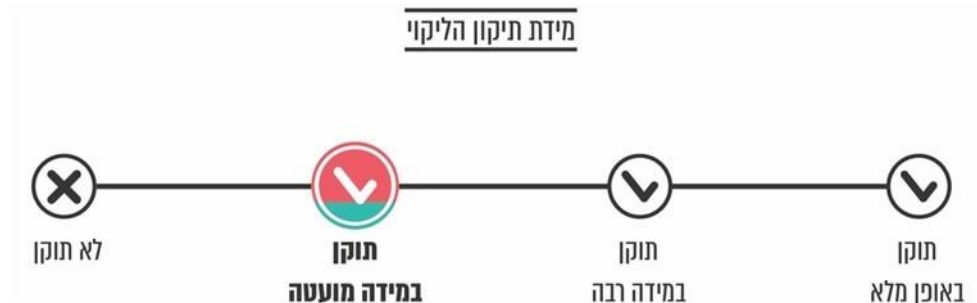 מידת תיקון הליקוי
תוקן
באופן מלא
תוקן
במידה רבה
תוקן
במידה מועטה
לא תוקן